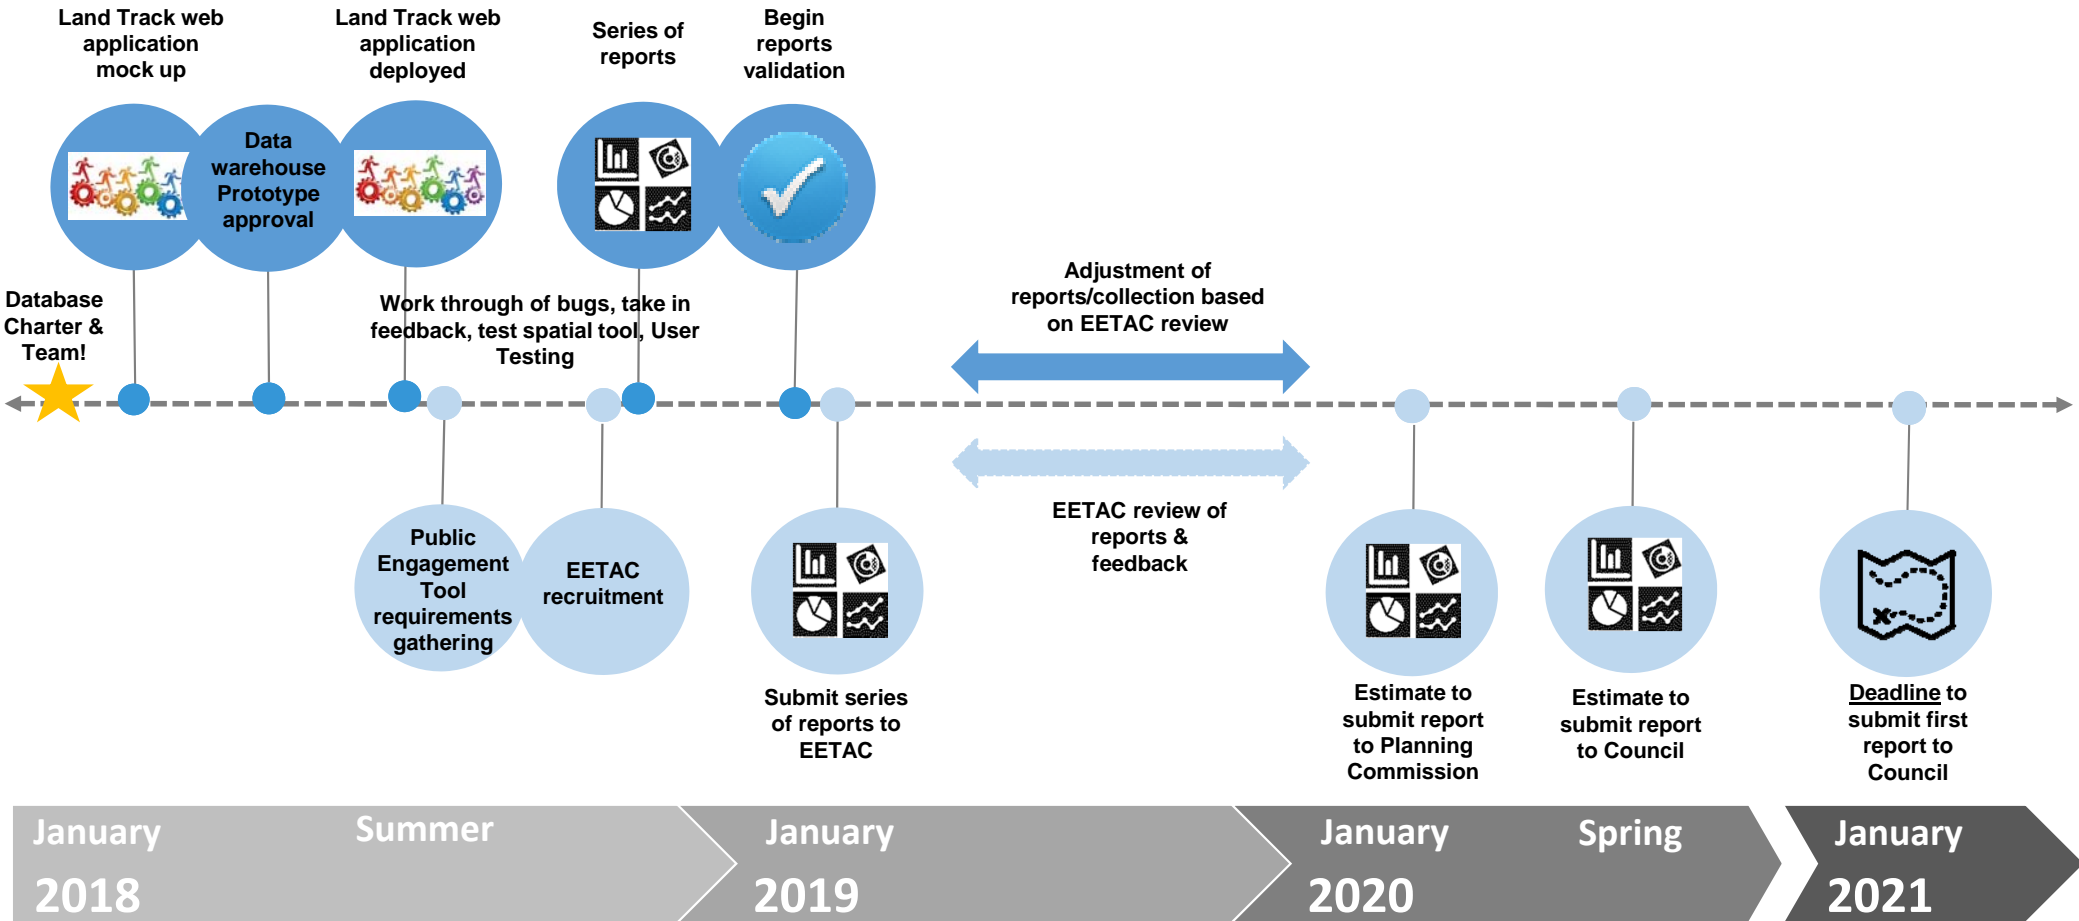 Land Track web
application
mock up
Land Track web
application
deployed
Series of
reports
Begin
reports
validation
Data
warehouse
Prototype
approval
Database
Charter &
Team!
Work through of bugs, take in
feedback, test spatial tool, User
Testing
Adjustment of
reports/collection based
on EETAC review
Public
Engagement
Tool
requirements
gathering
EETAC
recruitment
EETAC review of
reports &
feedback
Submit series
of reports to
EETAC
Estimate to
submit report
to Planning
Commission
Estimate to
submit report
to Council
Deadline to
submit first
report to
Council
January
2018
Summer
January
2019
January
2020
Spring
January
2021